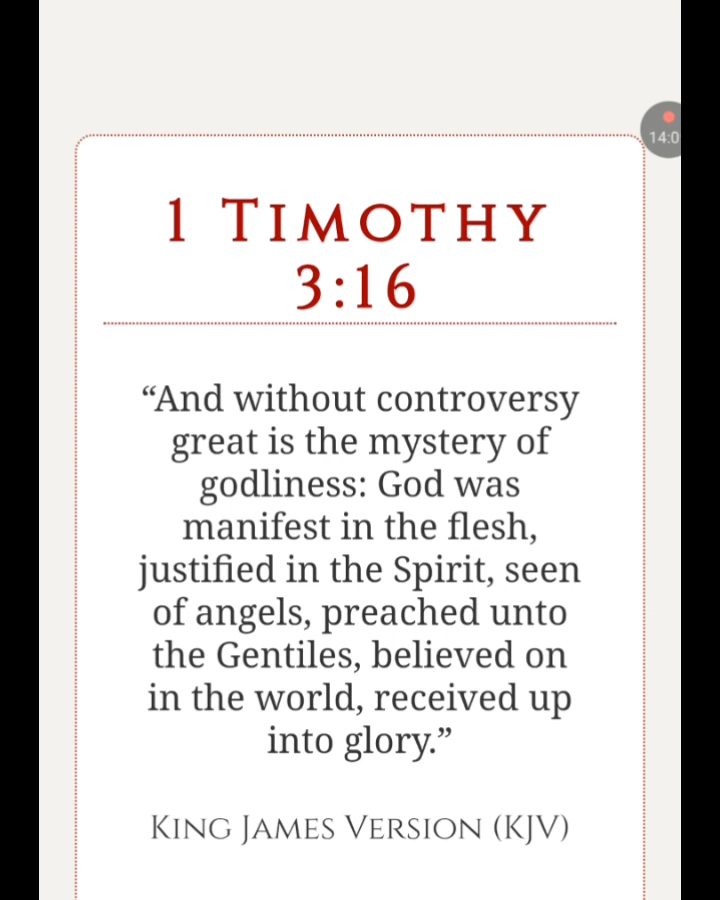 14:0
1 Timothy
3:16
“And without controversy
great is the mystery of
godliness: God was
manifest in the flesh,
justified in the Spirit, seen
of angels, preached unto
the Gentiles, believed on
in the world, received up
into glory.”
King James Version (KJV)